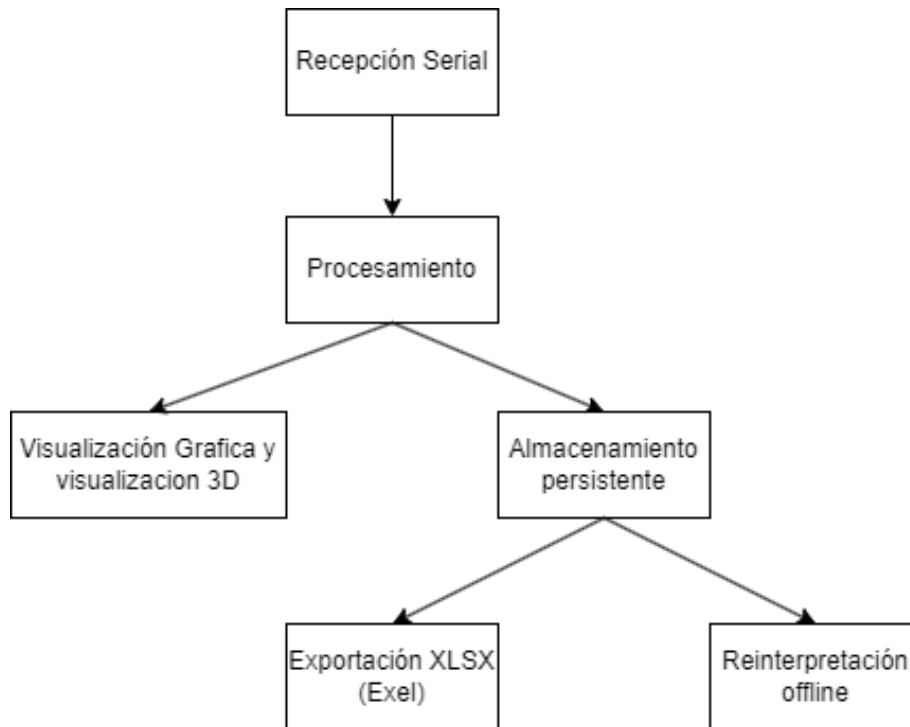 Recepción Serial
Procesamiento
Visualización Grafica y
visualizacion 3D
Almacenamiento
persistente
Exportación XLSX
(Exel)
Reinterpretación
offline